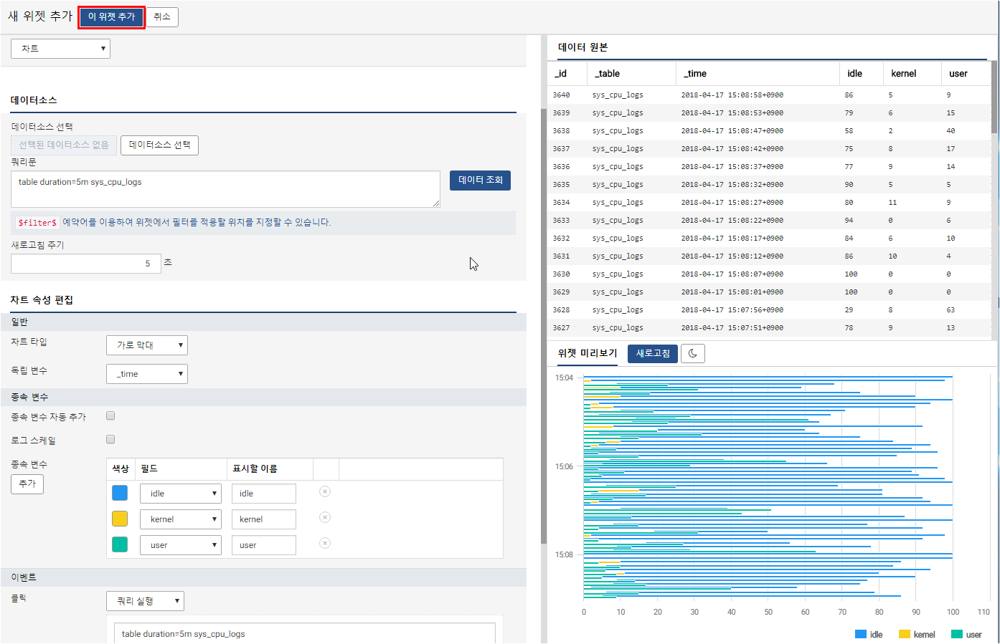 새 위젯 추가 이 위젯 추가 취소
차트
데이터소스
데이터소스 선택
선택된 데이터소스 없음 데이터소스 선택
쿼리문
table duration=5m sys_cpu_logs 데이터 조회
$filter$ 예약어를 이용하여 위젯에서 필터를 적용할 위치를 지정할 수 있습니다.
새로고침 주기
5 초
차트 속성 편집
일반
차트 타입 가로 막대
독립 변수 _time
종속 변수
종속 변수 자동 추가
로그 스케일
종속 변수
추가
색상 필드 표시할 이름
idle idle
kernel kernel
user user
이벤트
클릭 쿼리 실행
table duration=5m sys_cpu_logs
데이터 원본
_id _table _time idle kernel user
3640 sys_cpu_logs 2018-04-17 15:08:58+0900 86 5 9
3639 sys_cpu_logs 2018-04-17 15:08:53+0900 79 6 15
3638 sys_cpu_logs 2018-04-17 15:08:47+0900 58 2 40
3637 sys_cpu_logs 2018-04-17 15:08:42+0900 75 8 17
3636 sys_cpu_logs 2018-04-17 15:08:37+0900 77 9 14
3635 sys_cpu_logs 2018-04-17 15:08:32+0900 90 5 5
3634 sys_cpu_logs 2018-04-17 15:08:27+0900 80 11 9
3633 sys_cpu_logs 2018-04-17 15:08:22+0900 94 0 6
3632 sys_cpu_logs 2018-04-17 15:08:17+0900 84 6 10
3631 sys_cpu_logs 2018-04-17 15:08:12+0900 86 10 4
3630 sys_cpu_logs 2018-04-17 15:08:07+0900 100 0 0
3629 sys_cpu_logs 2018-04-17 15:08:01+0900 100 0 0
3628 sys_cpu_logs 2018-04-17 15:07:56+0900 29 8 63
3627 sys_cpu_logs 2018-04-17 15:07:51+0900 78 9 13
위젯 미리보기 새로고침
15:04
15:06
15:08
0 10 20 30 40 50 60 70 80 90 100 110
idle kernel user